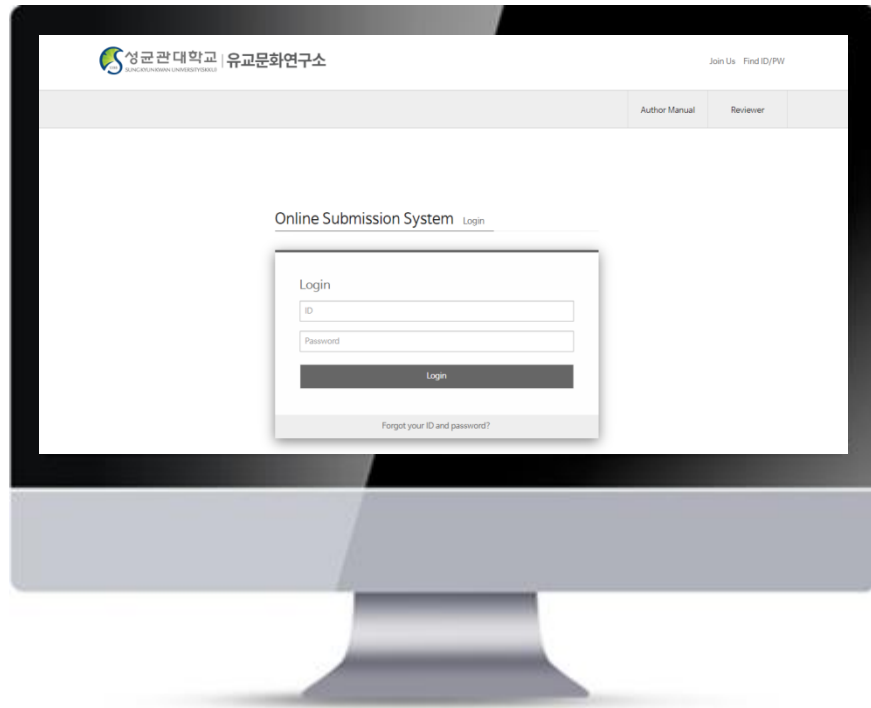 성균관대학교 유교문화연구소
Join Us Find ID/PW
Author Manual Reviewer
Online Submission System Login
Login
ID
Password
Login
Forgot your ID and password?